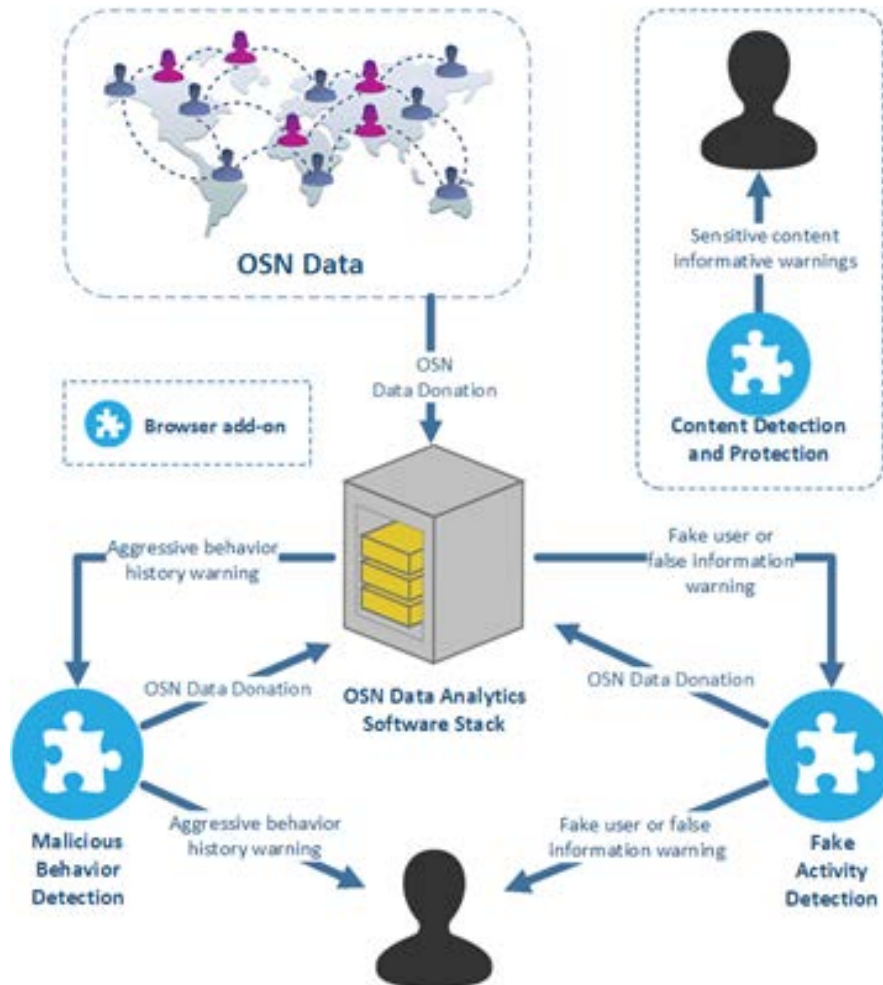 OSN Data
Sensitive content
informative warnings
Content Detection
and Protection
OSN
Data Donation
Browser add-on
Aggressive behavior
history warning
Fake user or
false information
warning
OSN Data Donation
OSN Data Donation
OSN Data Analytics
Software Stack
Malicious
Behavior
Detection
Aggressive behavior
history warning
Fake user or false
information warning
Fake
Activity
Detection